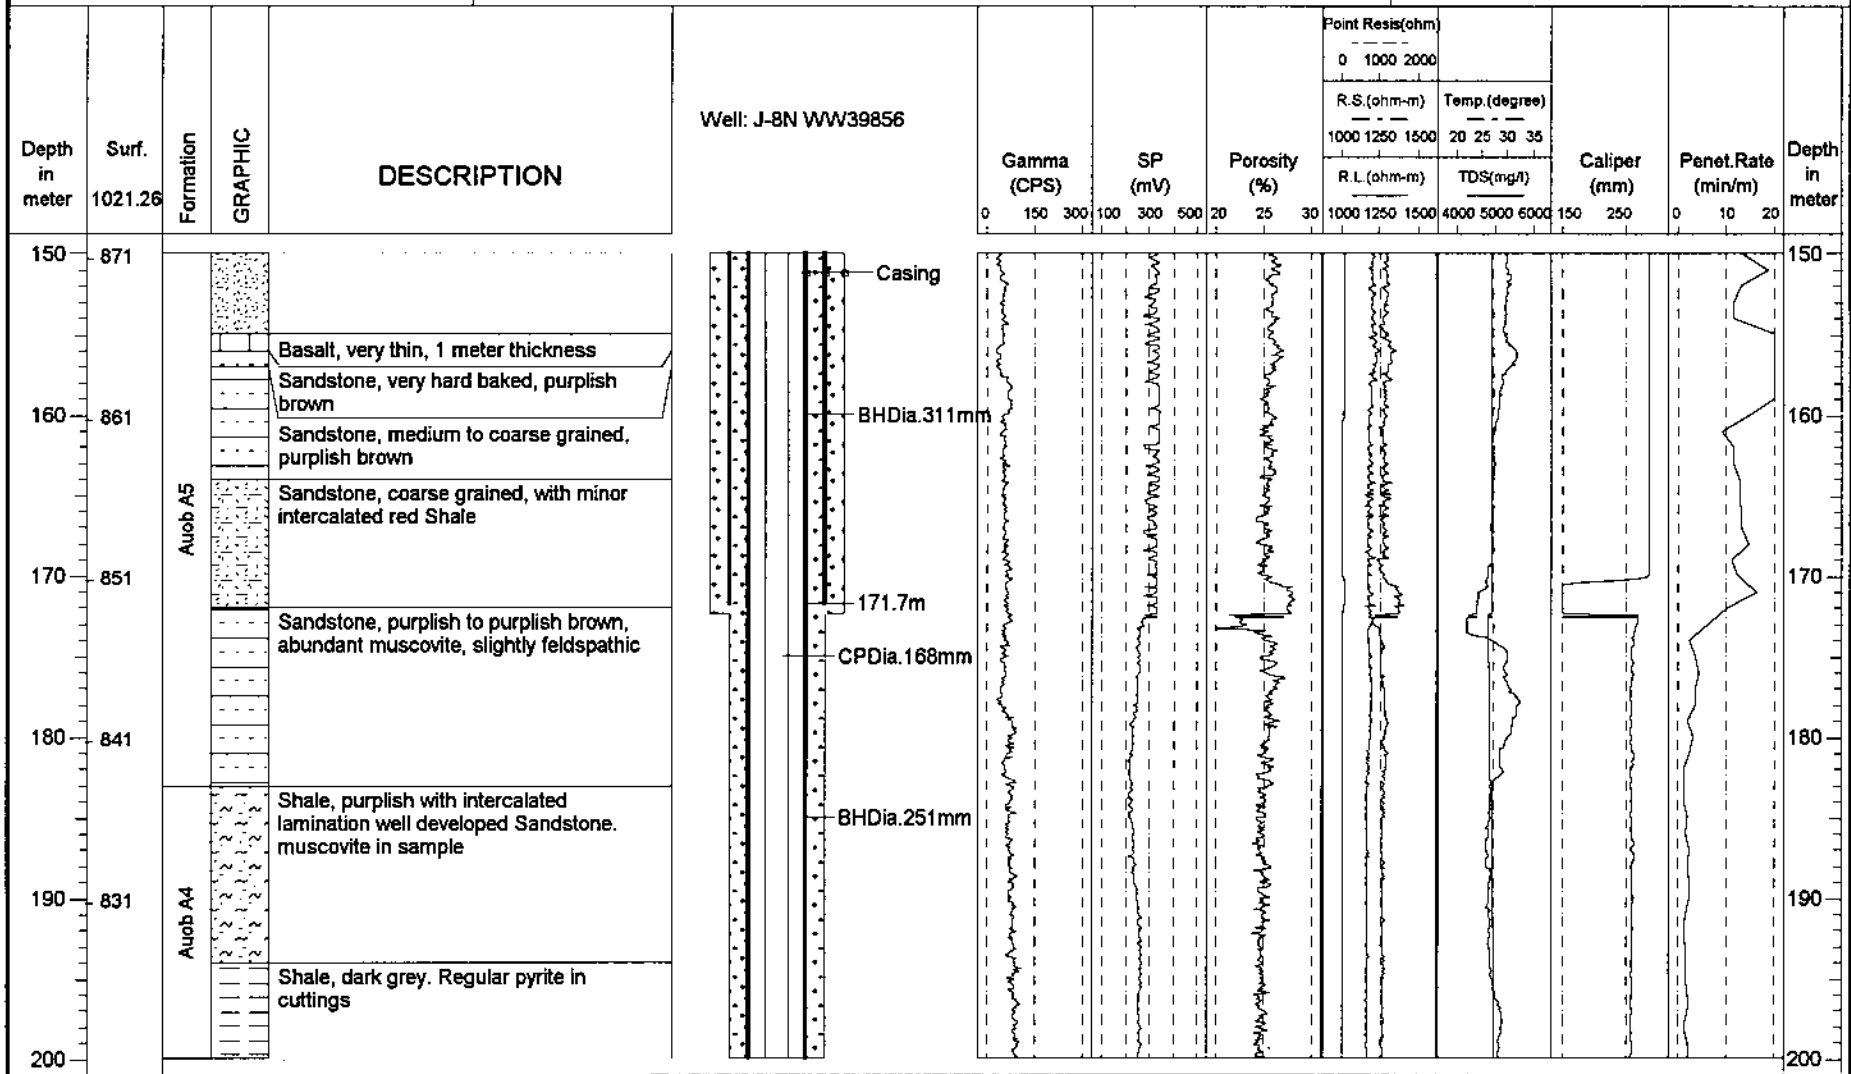 Point Resis(ohm)
0 1000 2000
R.S.(ohm-m) Temp.(degree)
1000 1250 1500 20 25 30 35
R.L.(ohm-m) TDS(mg/l)
1000 1250 1500 4000 5000 6000
Depth in meter
Surf.
1021.26
Formation
GRAPHIC
DESCRIPTION
Well: J-8N WW39856
Gamma
(CPS)
0 150 300
SP
(mV)
100 300 500
Porosity
(%)
20 25 30
Caliper
(mm)
150 250
Penet.Rate
(min/m)
0 10 20
Depth in meter
150 871 150
Casing
Basalt, very thin, 1 meter thickness
Sandstone, very hard baked, purplish
brown
160 861 BHDia.311mm 160
Sandstone, medium to coarse grained,
purplish brown
Auob A5
Sandstone, coarse grained, with minor
intercalated red Shale
170 851 170
171.7m
Sandstone, purplish to purplish brown,
abundant muscovite, slightly feldspathic
CPDia.168mm
180 841 180
Shale, purplish with intercalated
lamination well developed Sandstone.
muscovite in sample
BHDia.251mm
190 831 190
Auob A4
Shale, dark grey. Regular pyrite in
cuttings
200 200